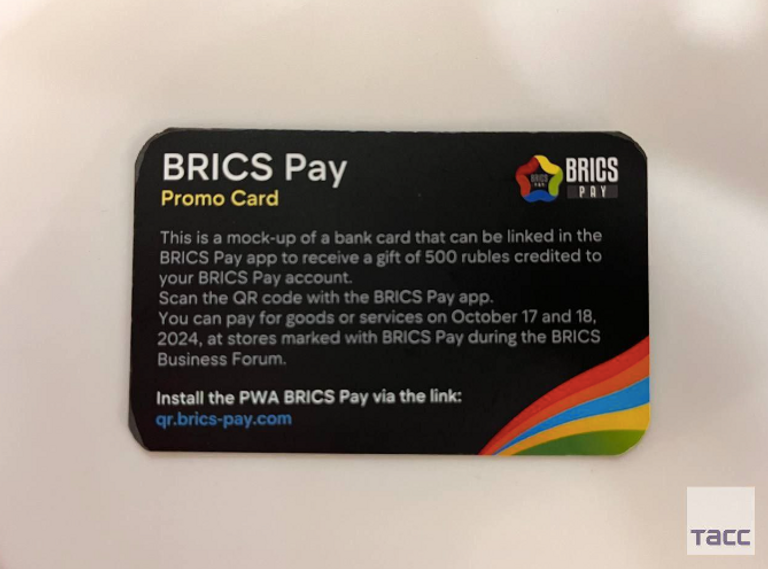 BRICS Pay
Promo Card
BRICS
PAY
This is a mock-up of a bank card that can be linked in the
BRICS Pay app to receive a gift of 500 rubles credited to
your BRICS Pay account.
Scan the QR code with the BRICS Pay app.
You can pay for goods or services on October 17 and 18,
2024, at stores marked with BRICS Pay during the BRICS
Business Forum.
Install the PWA BRICS Pay via the link:
qr.brics-pay.com
тасс